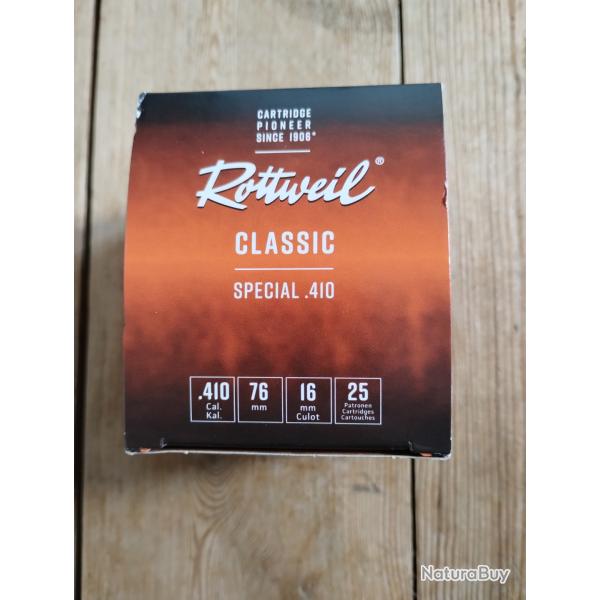 CARTRIDGE
PIONEER
SINCE 1906*
Rottweil®
CLASSIC
SPECIAL .410
.410 76 16 25
Cal. mm mm Patronen
Kal. Culot Cartridges
Cartouches
NaturaBuy